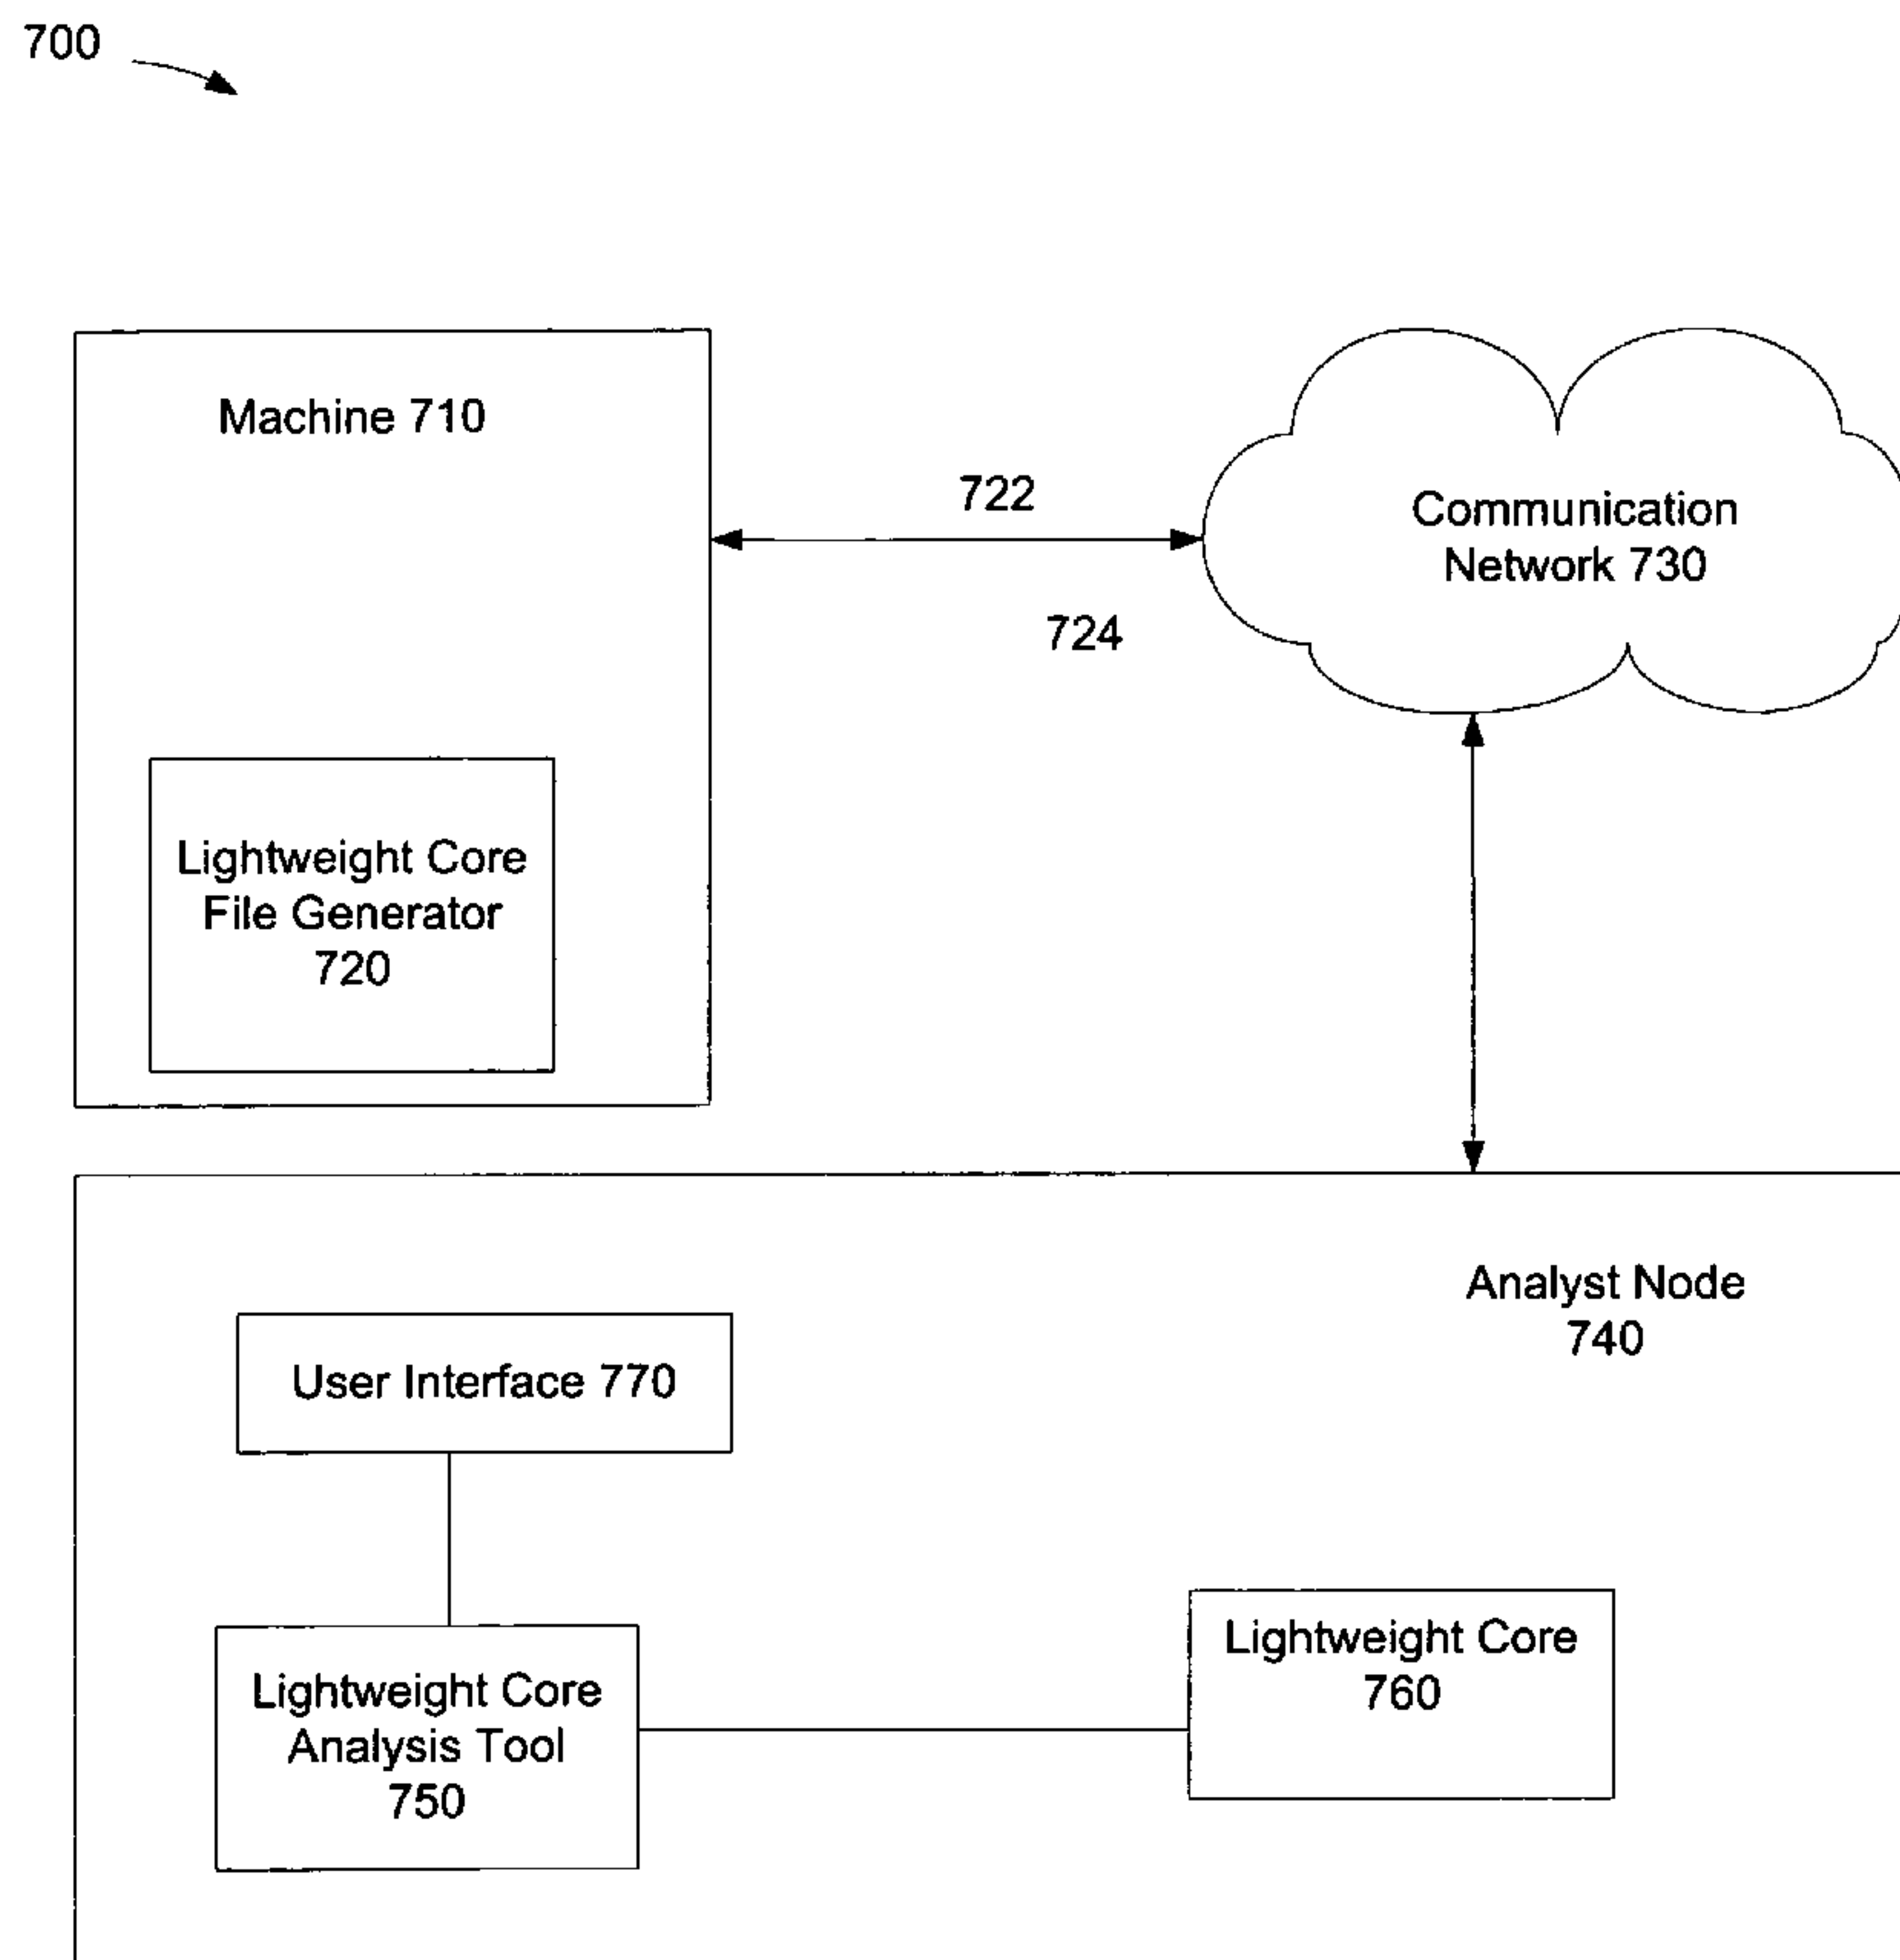 700
Machine 710
722
Communication
Network 730
724
Lightweight Core
File Generator
720
Analyst Node
740
User Interface 770
Lightweight Core
760
Lightweight Core
Analysis Tool
750